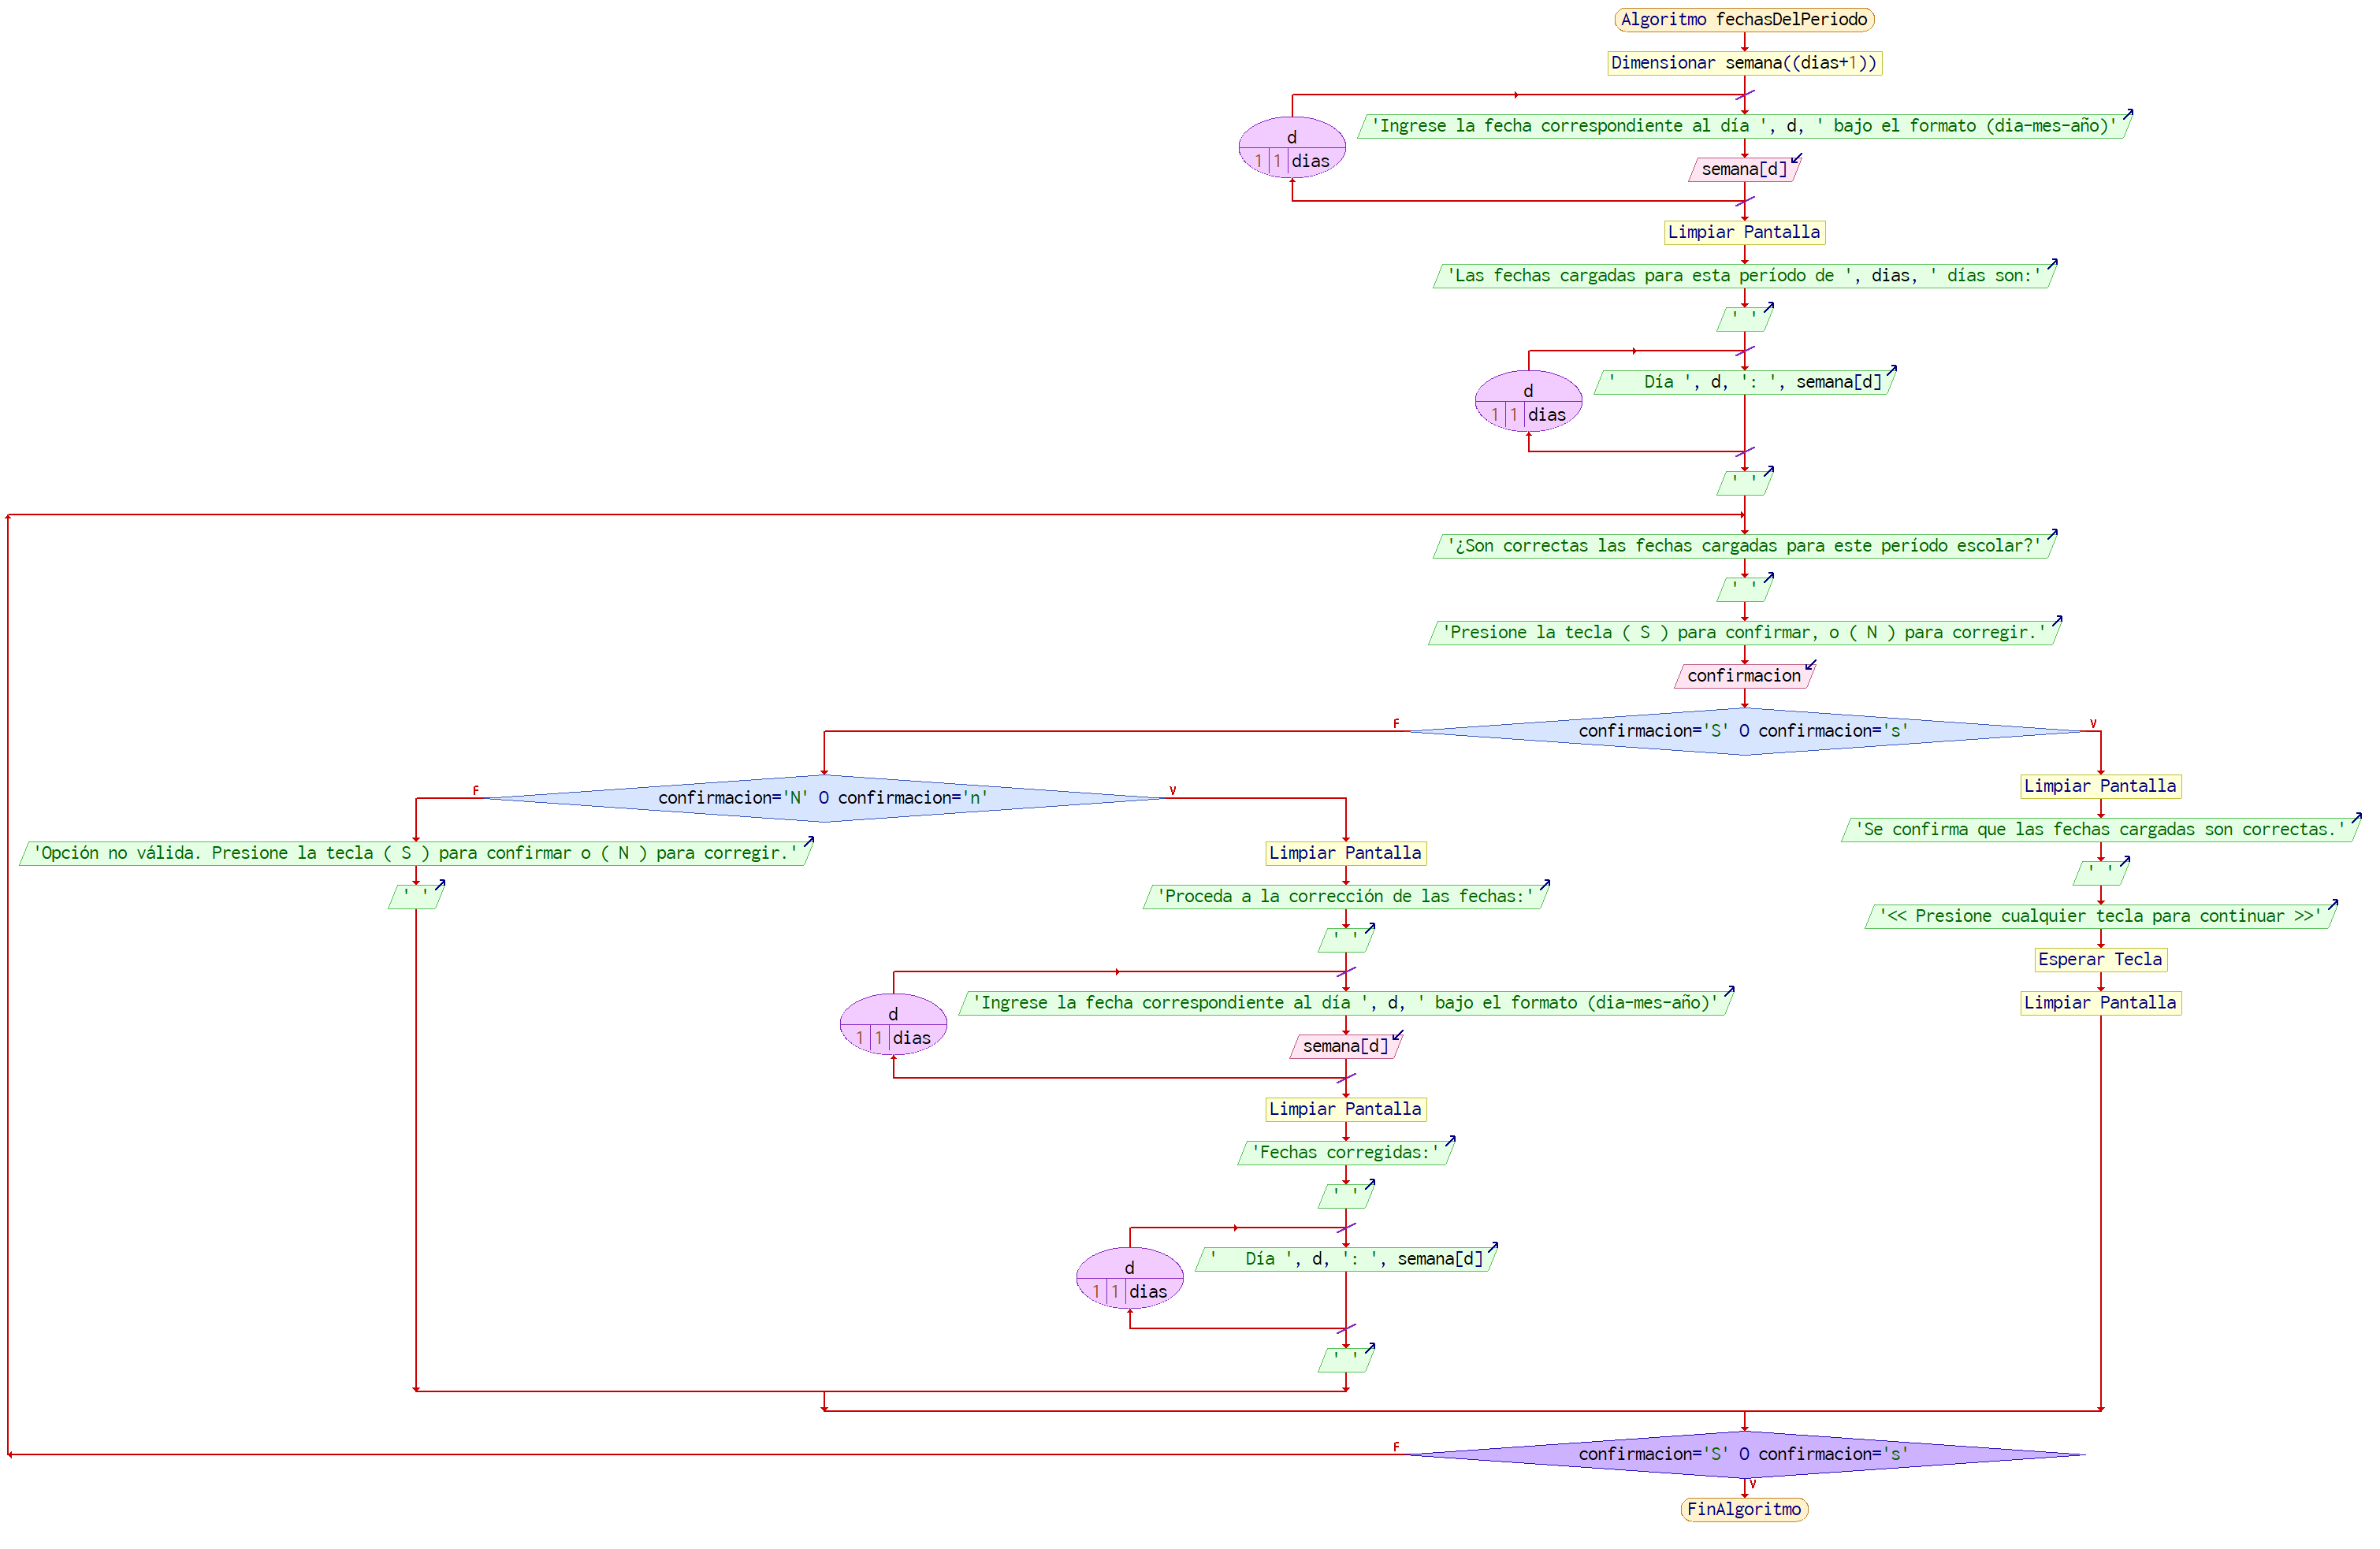 Algoritmo fechasDelPeriodo
Dimensionar semana((dias+1))
'Ingrese la fecha correspondiente al día ', d, ' bajo el formato (dia-mes-año)'
d
1 1 dias
semana[d]
Limpiar Pantalla
'Las fechas cargadas para esta período de ', dias, ' días son:'
' '
'   Día ', d, ': ', semana[d]
d
1 1 dias
' '
'¿Son correctas las fechas cargadas para este período escolar?'
' '
'Presione la tecla ( S ) para confirmar, o ( N ) para corregir.'
confirmacion
F
V
confirmacion='S' O confirmacion='s'
F
V
confirmacion='N' O confirmacion='n'
'Opción no válida. Presione la tecla ( S ) para confirmar o ( N ) para corregir.'
' '
Limpiar Pantalla
'Proceda a la corrección de las fechas:'
' '
'Ingrese la fecha correspondiente al día ', d, ' bajo el formato (dia-mes-año)'
d
1 1 dias
semana[d]
Limpiar Pantalla
'Fechas corregidas:'
' '
'   Día ', d, ': ', semana[d]
d
1 1 dias
' '
Limpiar Pantalla
'Se confirma que las fechas cargadas son correctas.'
' '
'<< Presione cualquier tecla para continuar >>'
Esperar Tecla
Limpiar Pantalla
F
confirmacion='S' O confirmacion='s'
V
FinAlgoritmo